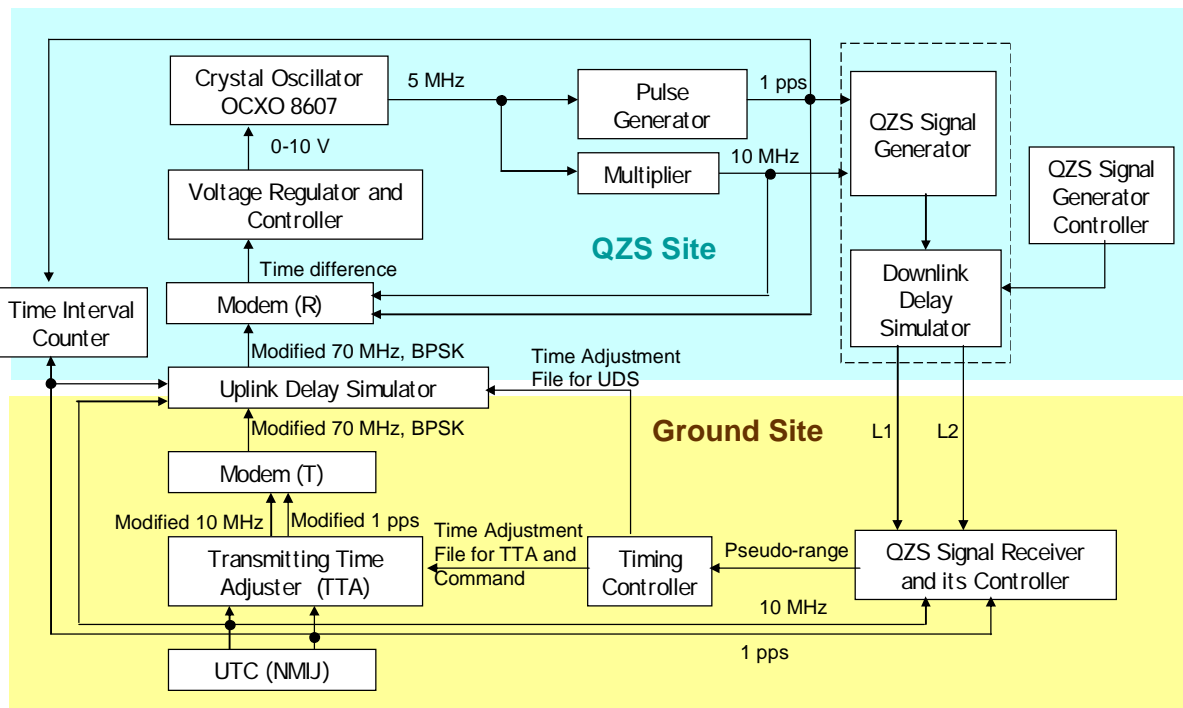 Crystal Oscillator
OCXO 8607
5 MHz
Pulse
Generator
1 pps
QZS Signal
Generator
0-10 V
Multiplier
10 MHz
QZS Signal
Generator
Controller
Voltage Regulator and
Controller
QZS Site
Time difference
Downlink
Delay
Simulator
Time Interval
Counter
Modem (R)
Modified 70 MHz, BPSK
Time Adjustment
File for UDS
Uplink Delay Simulator
Modified 70 MHz, BPSK
Ground Site
L1
L2
Modem (T)
Modified 10 MHz
Modified 1 pps
Time Adjustment
File for TTA and
Command
Transmitting Time
Adjuster (TTA)
Timing
Controller
Pseudo-range
QZS Signal Receiver
and its Controller
10 MHz
1 pps
UTC (NMIJ)